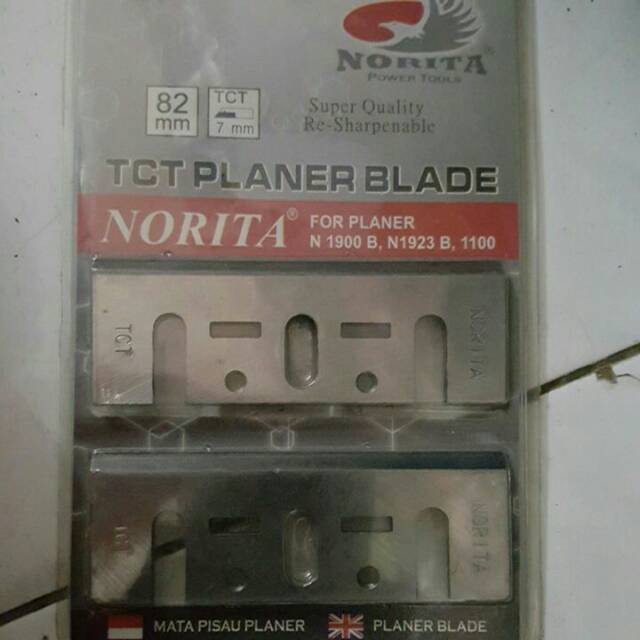 NORITA
POWER TOOLS
82 mm
TCT 7 mm
Super Quality
Re-Sharpenable
TCT PLANER BLADE
NORITA® FOR PLANER
N 1900 B, N1923 B, 1100
TCT NORITA
TCT NORITA
MATA PISAU PLANER PLANER BLADE